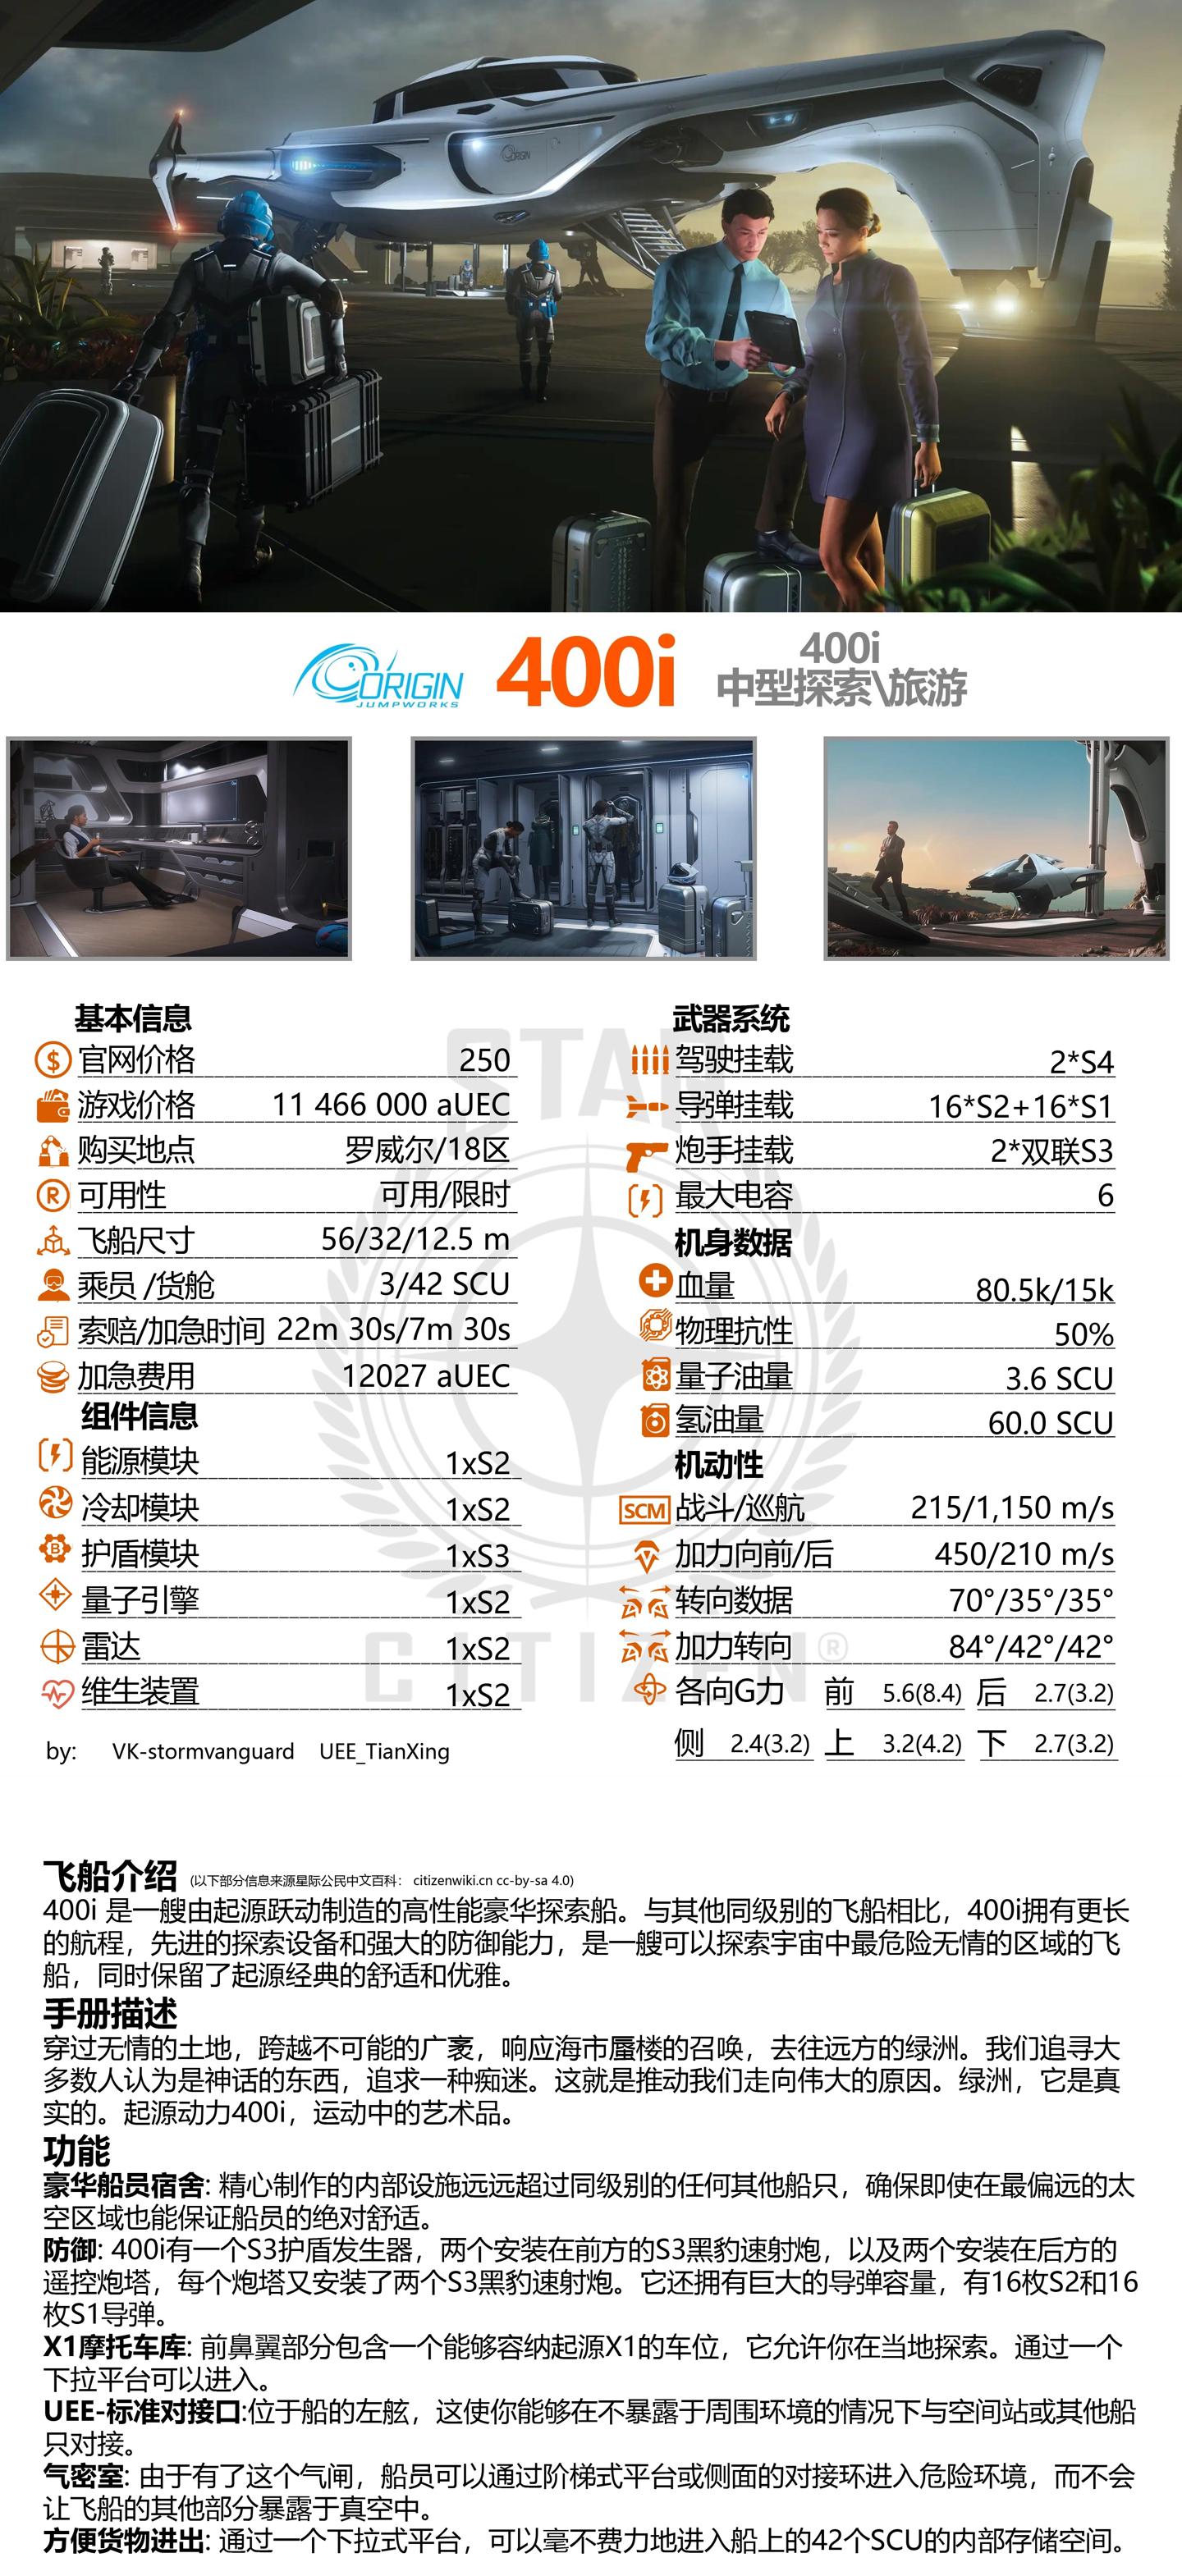 ORIGIN
ORIGIN
JUMPWORKS
400i
400i
中型探索\旅游
STAR
CITIZEN®
基本信息
官网价格 250
游戏价格 11 466 000 aUEC
购买地点 罗威尔/18区
可用性 可用/限时
飞船尺寸 56/32/12.5 m
乘员 /货舱 3/42 SCU
索赔/加急时间 22m 30s/7m 30s
加急费用 12027 aUEC
组件信息
能源模块 1xS2
冷却模块 1xS2
护盾模块 1xS3
量子引擎 1xS2
雷达 1xS2
维生装置 1xS2
by: VK-stormvanguard UEE_TianXing
武器系统
驾驶挂载 2*S4
导弹挂载 16*S2+16*S1
炮手挂载 2*双联S3
最大电容 6
机身数据
血量 80.5k/15k
物理抗性 50%
量子油量 3.6 SCU
氢油量 60.0 SCU
机动性
SCM 战斗/巡航 215/1,150 m/s
加力向前/后 450/210 m/s
转向数据 70°/35°/35°
加力转向 84°/42°/42°
各向G力 前 5.6(8.4) 后 2.7(3.2)
侧 2.4(3.2) 上 3.2(4.2) 下 2.7(3.2)
飞船介绍 (以下部分信息来源星际公民中文百科： citizenwiki.cn cc-by-sa 4.0)
400i 是一艘由起源跃动制造的高性能豪华探索船。与其他同级别的飞船相比，400i拥有更长
的航程，先进的探索设备和强大的防御能力，是一艘可以探索宇宙中最危险无情的区域的飞
船，同时保留了起源经典的舒适和优雅。
手册描述
穿过无情的土地，跨越不可能的广袤，响应海市蜃楼的召唤，去往远方的绿洲。我们追寻大
多数人认为是神话的东西，追求一种痴迷。这就是推动我们走向伟大的原因。绿洲，它是真
实的。起源动力400i，运动中的艺术品。
功能
豪华船员宿舍: 精心制作的内部设施远远超过同级别的任何其他船只，确保即使在最偏远的太
空区域也能保证船员的绝对舒适。
防御: 400i有一个S3护盾发生器，两个安装在前方的S3黑豹速射炮，以及两个安装在后方的
遥控炮塔，每个炮塔又安装了两个S3黑豹速射炮。它还拥有巨大的导弹容量，有16枚S2和16
枚S1导弹。
X1摩托车库: 前鼻翼部分包含一个能够容纳起源X1的车位，它允许你在当地探索。通过一个
下拉平台可以进入。
UEE-标准对接口:位于船的左舷，这使你能够在不暴露于周围环境的情况下与空间站或其他船
只对接。
气密室: 由于有了这个气闸，船员可以通过阶梯式平台或侧面的对接环进入危险环境，而不会
让飞船的其他部分暴露于真空中。
方便货物进出: 通过一个下拉式平台，可以毫不费力地进入船上的42个SCU的内部存储空间。